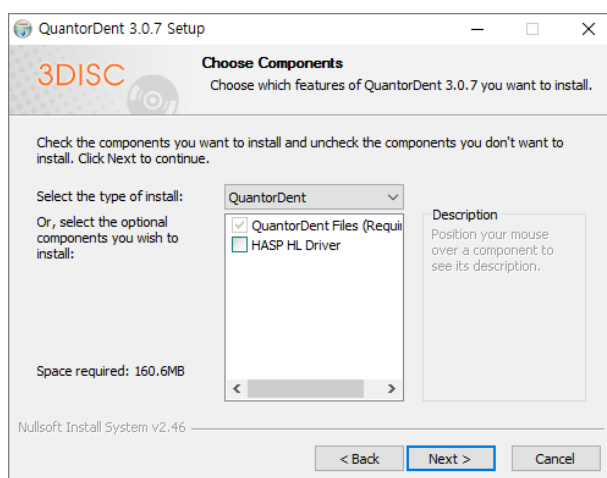 QuantorDent 3.0.7 Setup
3DISC
Choose Components
Choose which features of QuantorDent 3.0.7 you want to install.
Check the components you want to install and uncheck the components you don't want to
install. Click Next to continue.
Select the type of install:
QuantorDent
Or, select the optional
components you wish to
install:
QuantorDent Files (Requir
HASP HL Driver
Description
Position your mouse
over a component to
see its description.
Space required: 160.6MB
Nullsoft Install System v2.46
< Back
Next >
Cancel